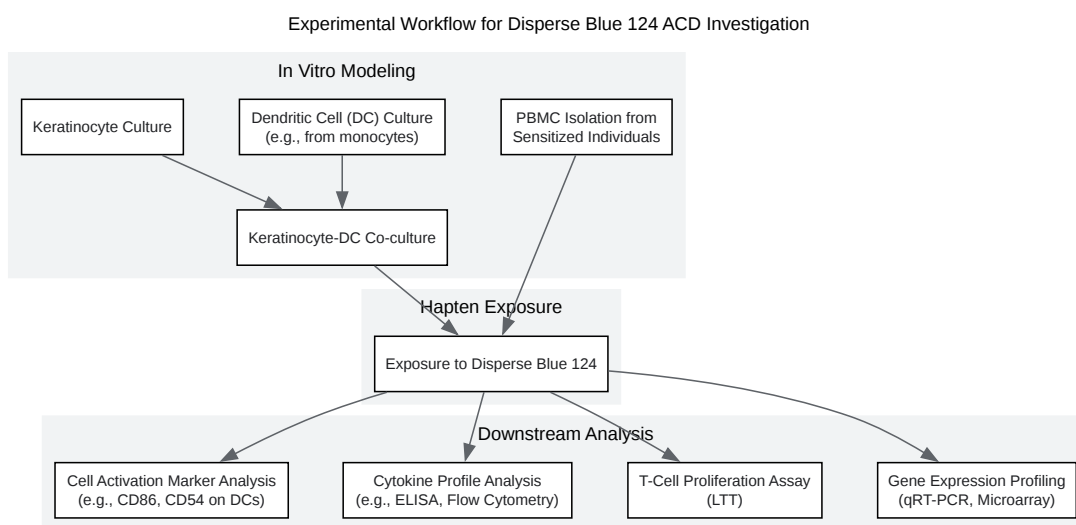 Experimental Workflow for Disperse Blue 124 ACD Investigation
In Vitro Modeling
Keratinocyte Culture
Dendritic Cell (DC) Culture
(e.g., from monocytes)
PBMC Isolation from
Sensitized Individuals
Keratinocyte-DC Co-culture
Hapten Exposure
Exposure to Disperse Blue 124
Downstream Analysis
Cell Activation Marker Analysis
(e.g., CD86, CD54 on DCs)
Cytokine Profile Analysis
(e.g., ELISA, Flow Cytometry)
T-Cell Proliferation Assay
(LTT)
Gene Expression Profiling
(qRT-PCR, Microarray)